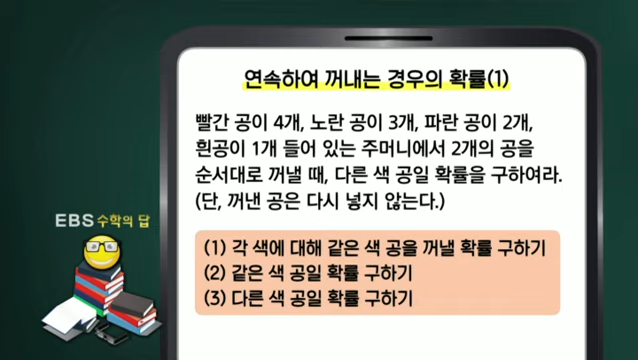 연속하여 꺼내는 경우의 확률(1)
빨간 공이 4개, 노란 공이 3개, 파란 공이 2개,
흰공이 1개 들어 있는 주머니에서 2개의 공을
순서대로 꺼낼 때, 다른 색 공일 확률을 구하여라.
(단, 꺼낸 공은 다시 넣지 않는다.)
EBS 수학의 답
(1) 각 색에 대해 같은 색 공을 꺼낼 확률 구하기
(2) 같은 색 공일 확률 구하기
(3) 다른 색 공일 확률 구하기